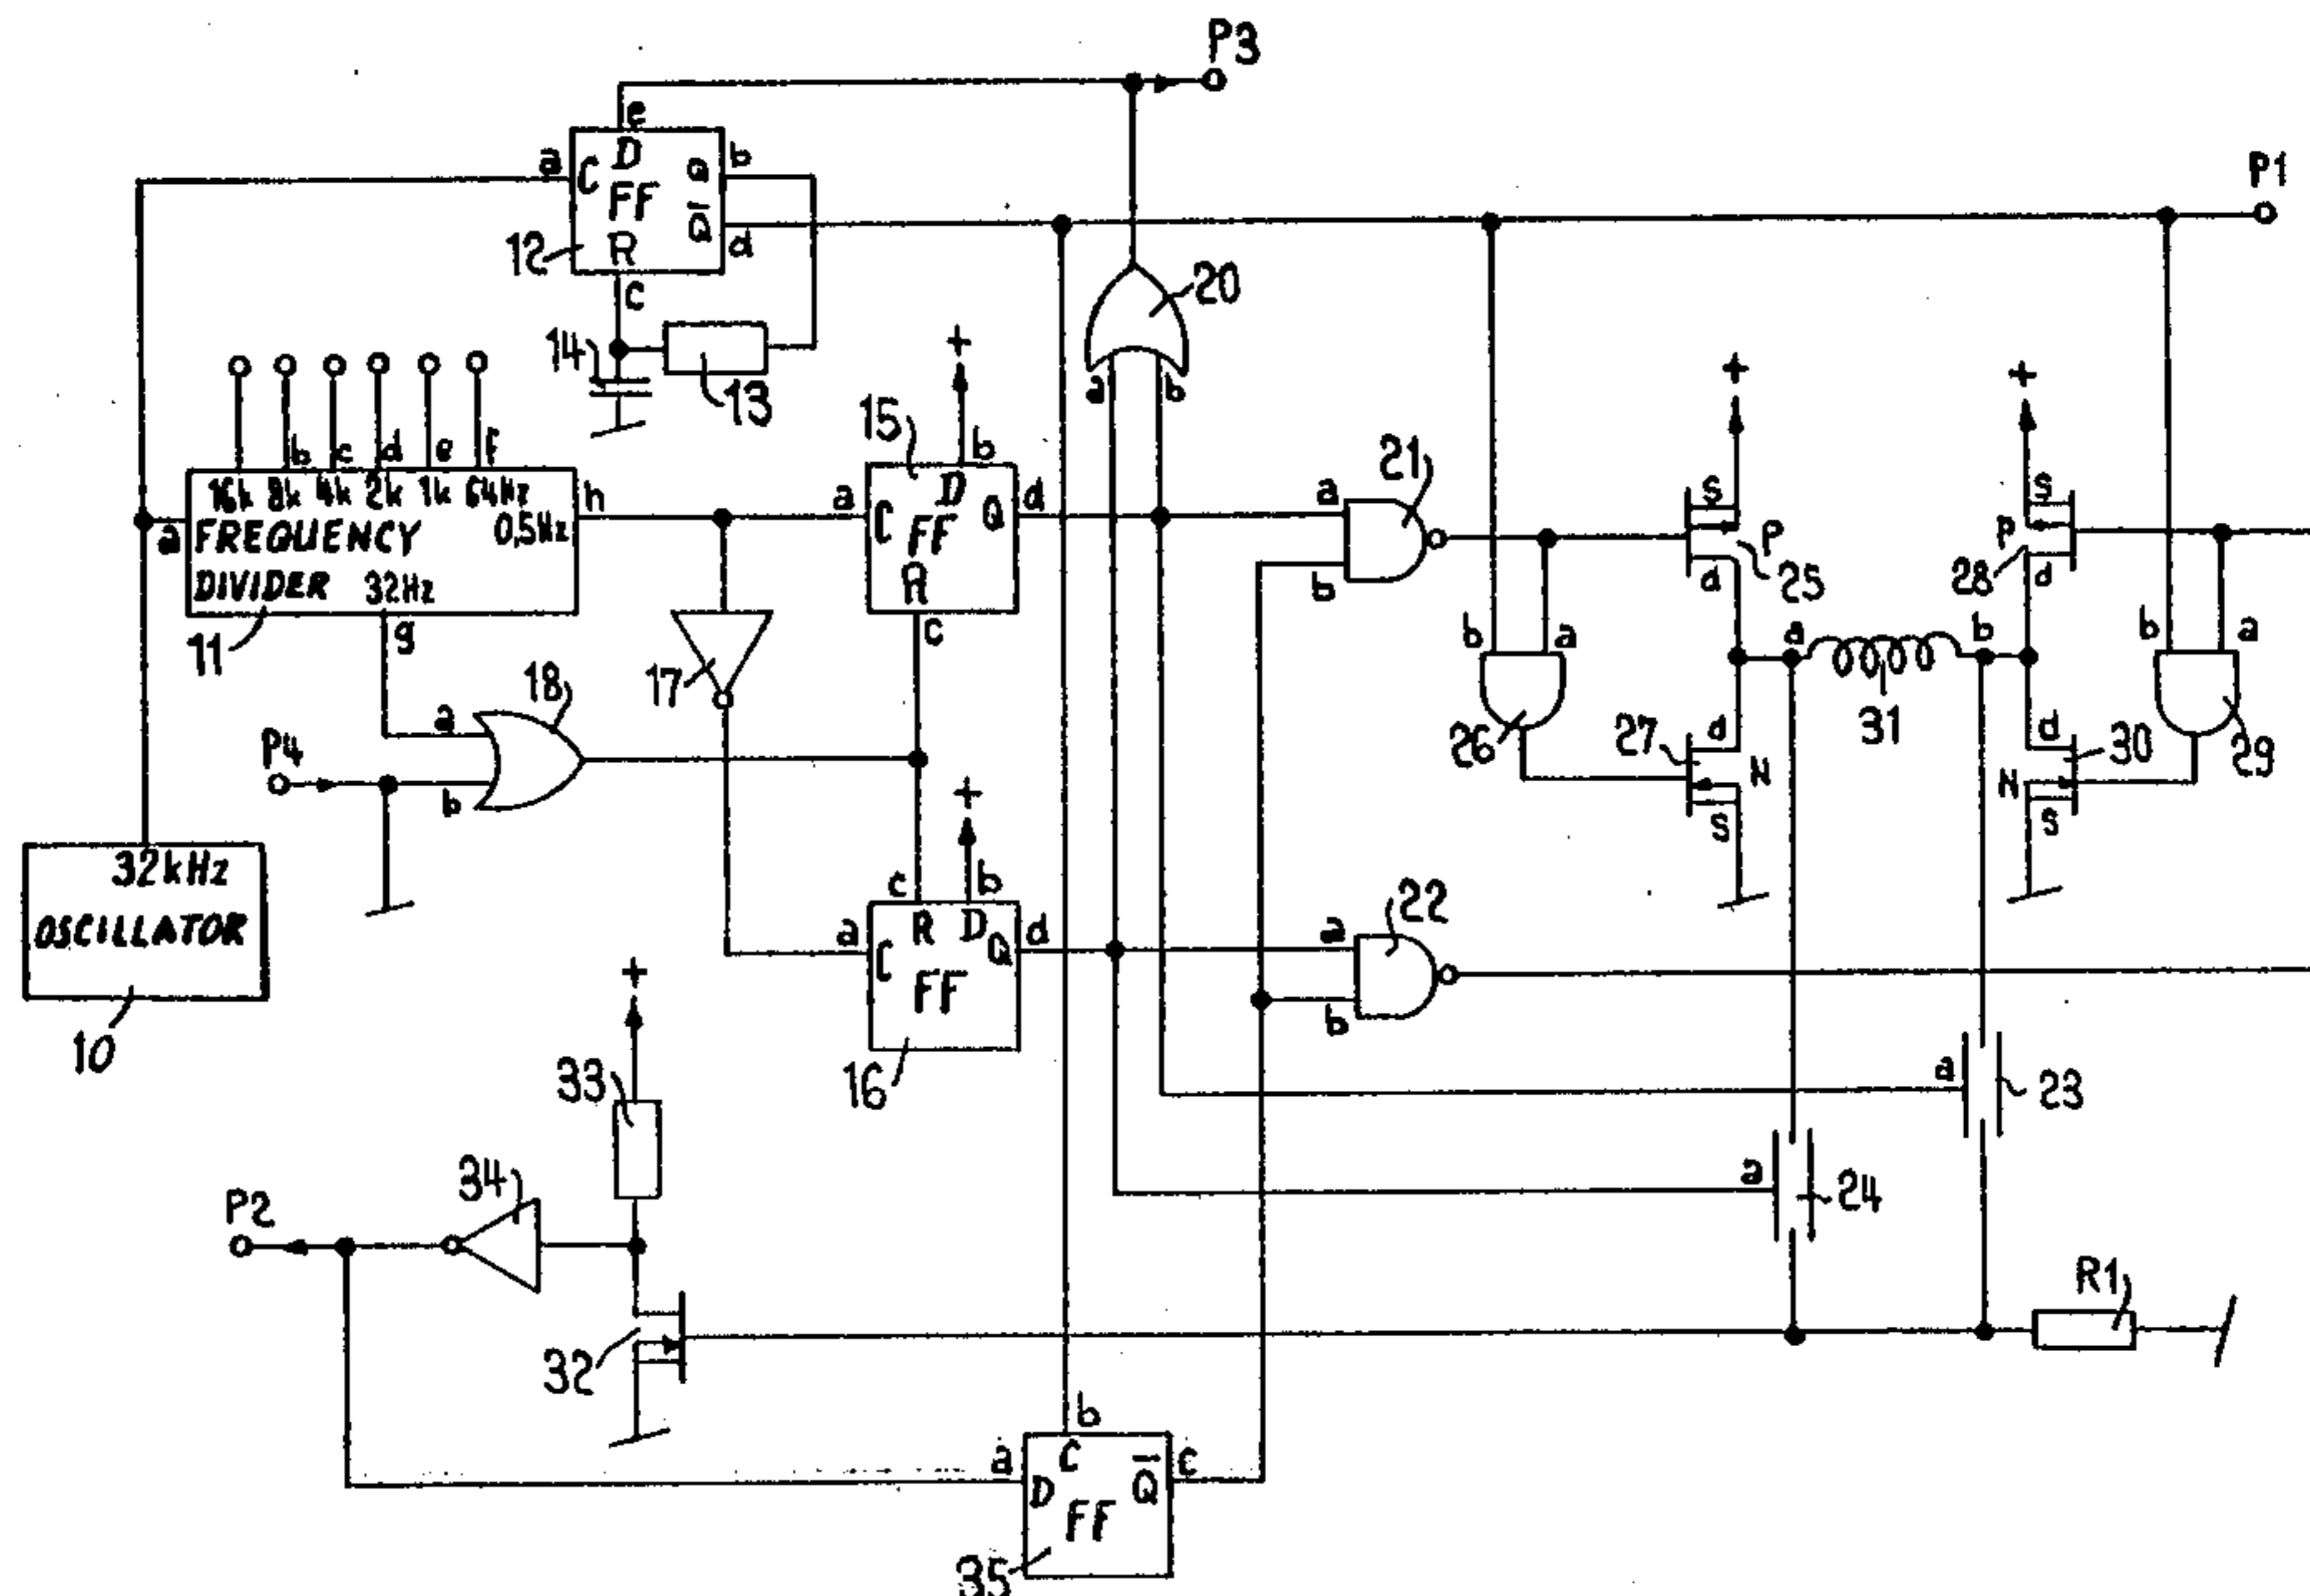 P3
e
a C D Q b
FF
Q̅ d
12 R
c
P1
20
14
13
a b
+
15
b c d e f
16k 8k 4k 2k 1k 64Hz
a FREQUENCY 0,5Hz h
DIVIDER 32Hz
11 g
a C D Q d
b
FF
R
c
21
a
b
+
+
S
P
d
25
S
P
28
d
b a
b a
17
18
a
b
P4
26
27
d
N
S
a b
31
d
30
N
S
29
32kHz
OSCILLATOR
10
+
c b
a C R D Q d
FF
16
22
a
b
+
33
34
P2
32
a
23
a
24
R1
b
a C c
D Q̅
FF
35